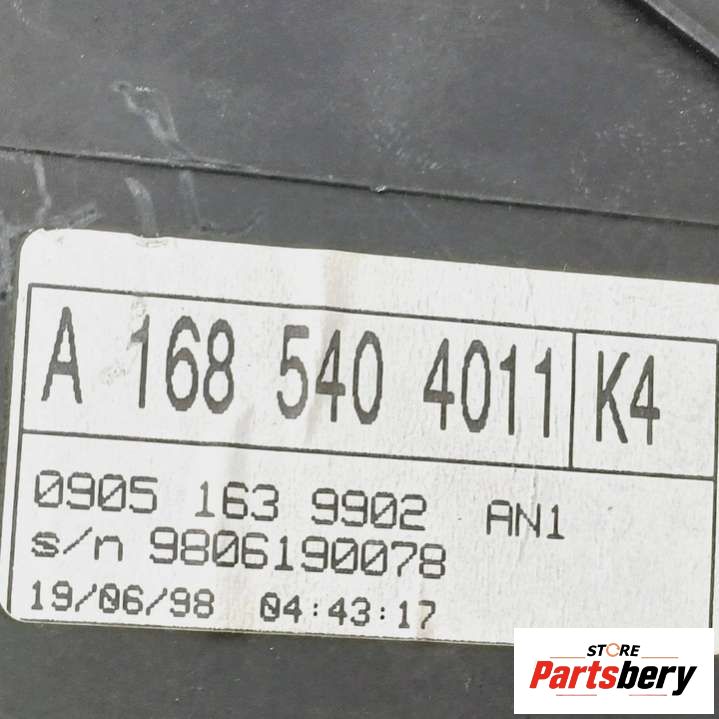 A 168 540 4011 K4
0905 163 9902 AN1
s/n 9806190078
19/06/98 04:43:17
STORE
Partsbery